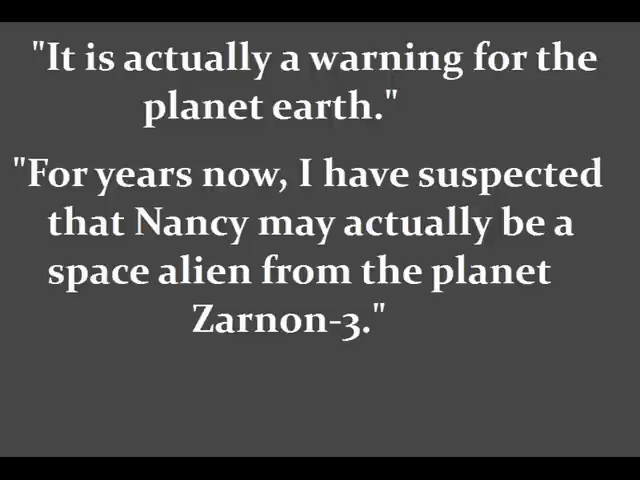 "It is actually a warning for the
planet earth."
"For years now, I have suspected
that Nancy may actually be a
space alien from the planet
Zarnon-3."